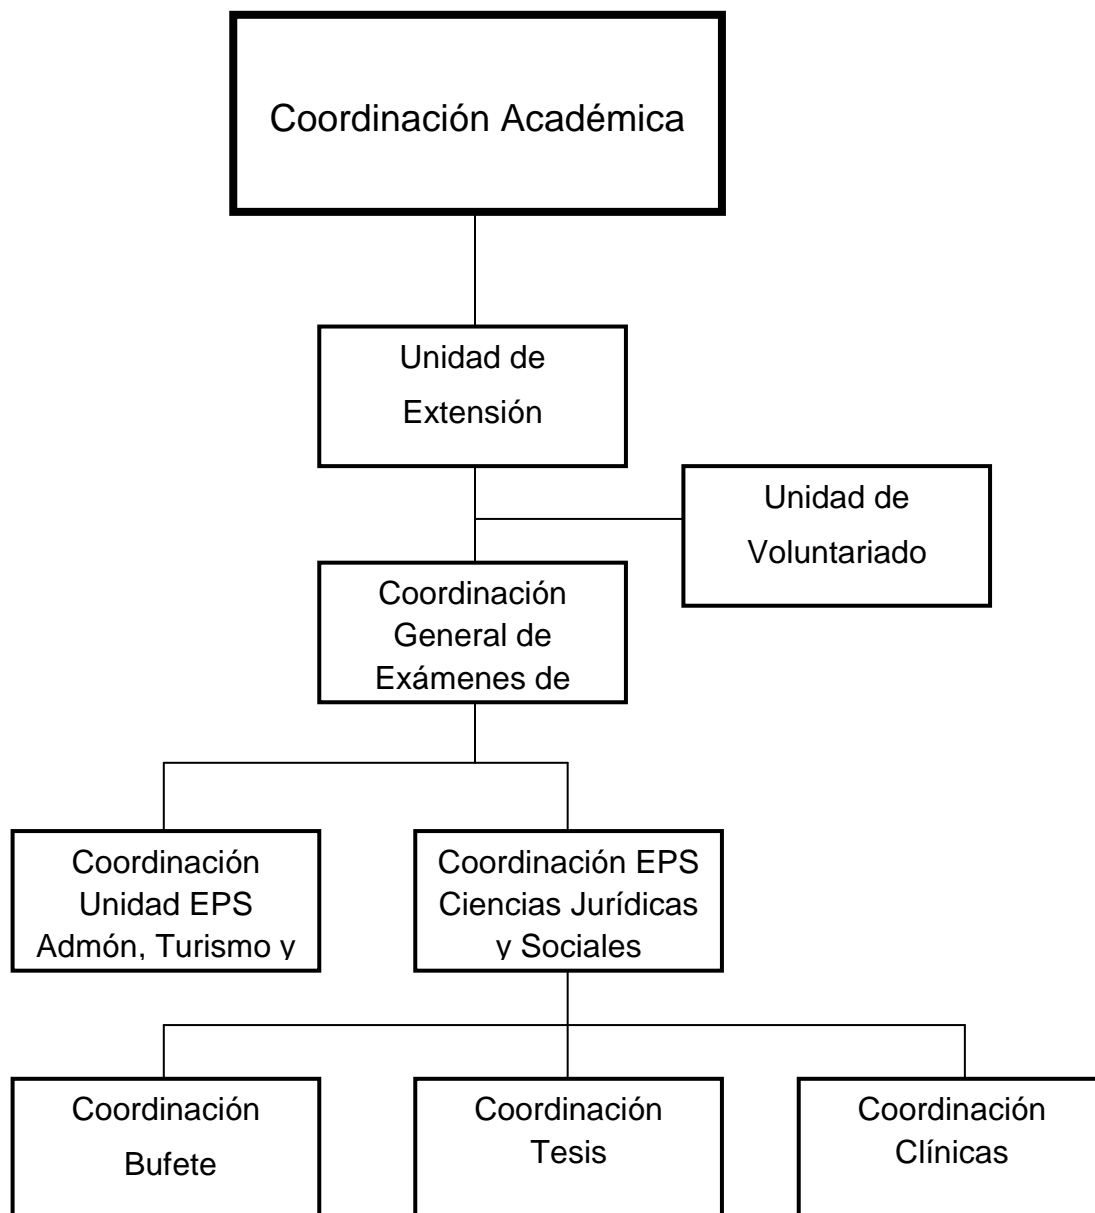 Coordinación Académica
Unidad de
Extensión
Unidad de
Voluntariado
Coordinación
General de
Exámenes de
Coordinación
Unidad EPS
Admón, Turismo y
Coordinación EPS
Ciencias Jurídicas
y Sociales
Coordinación
Bufete
Coordinación
Tesis
Coordinación
Clínicas